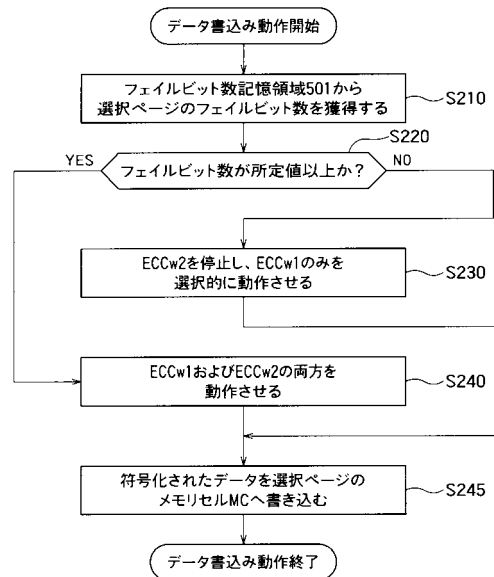 データ書込み動作開始
フェイルビット数記憶領域501から
選択ページのフェイルビット数を獲得する
S210
S220
YES
フェイルビット数が所定値以上か?
NO
ECCw2を停止し、ECCw1のみを
選択的に動作させる
S230
ECCw1およびECCw2の両方を
動作させる
S240
符号化されたデータを選択ページの
メモリセルMCへ書き込む
S245
データ書込み動作終了